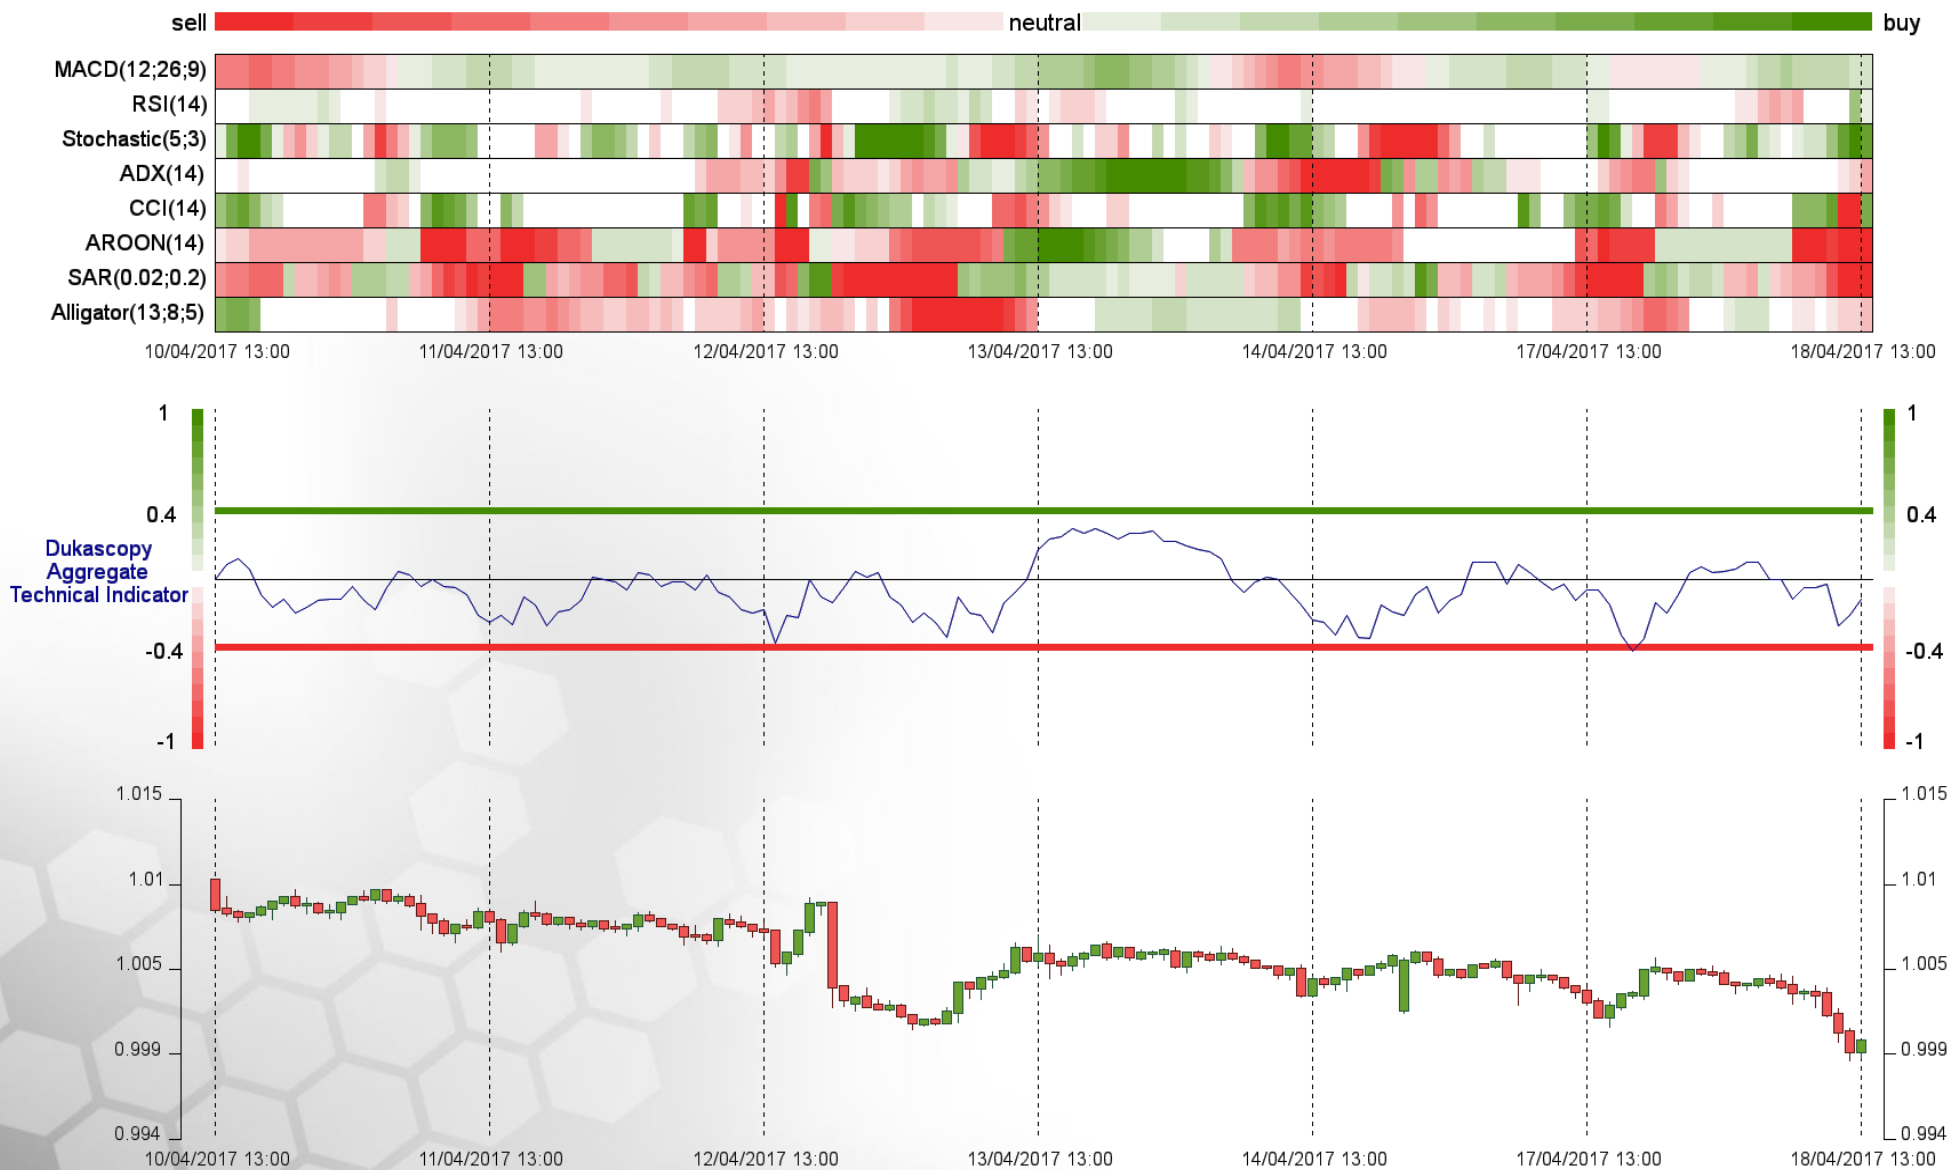 sell neutral buy
MACD(12;26;9)
RSI(14)
Stochastic(5;3)
ADX(14)
CCI(14)
AROON(14)
SAR(0.02;0.2)
Alligator(13;8;5)
10/04/2017 13:00 11/04/2017 13:00 12/04/2017 13:00 13/04/2017 13:00 14/04/2017 13:00 17/04/2017 13:00 18/04/2017 13:00
1 1
0.4 0.4
Dukascopy
Aggregate
Technical Indicator
-0.4 -0.4
-1 -1
1.015 1.015
1.01 1.01
1.005 1.005
0.999 0.999
0.994 0.994
10/04/2017 13:00 11/04/2017 13:00 12/04/2017 13:00 13/04/2017 13:00 14/04/2017 13:00 17/04/2017 13:00 18/04/2017 13:00